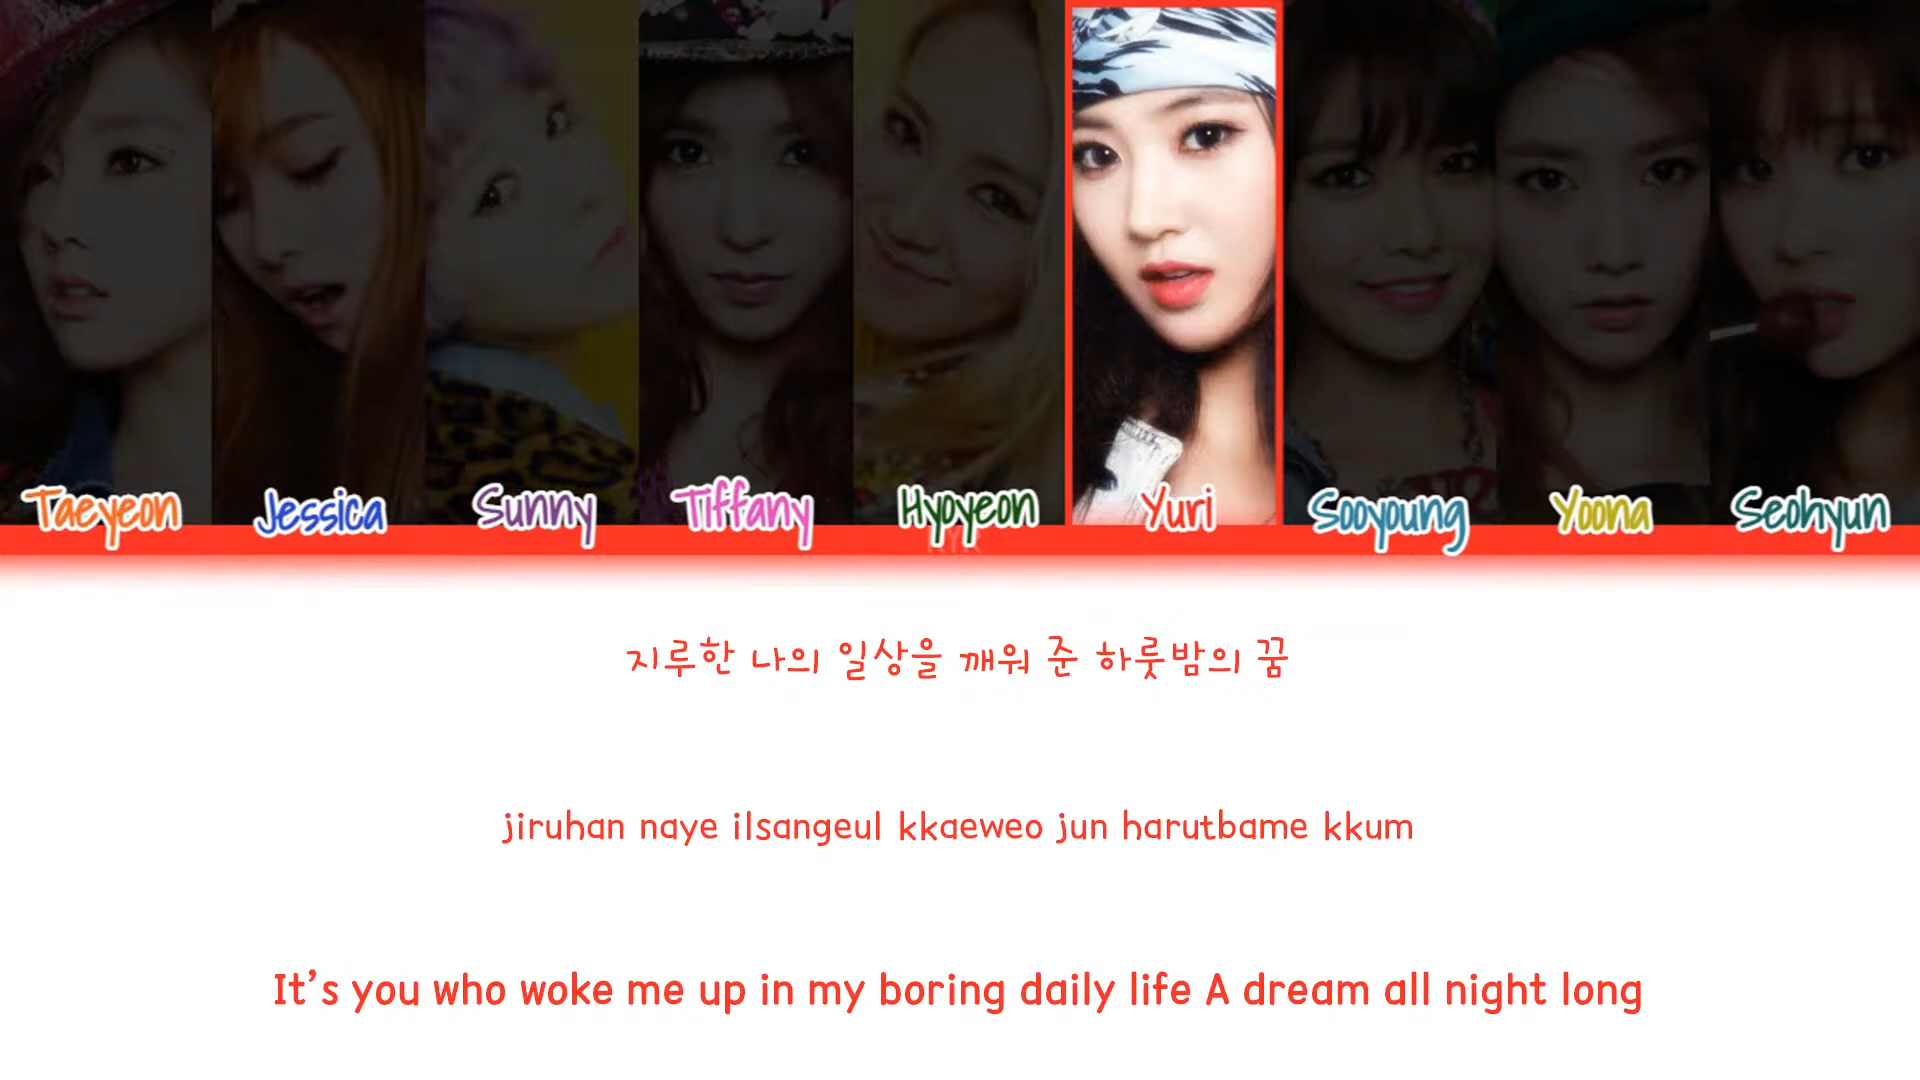 Taeyeon Jessica Sunny Tiffany Hyoyeon Yuri Sooyoung Yoona Seohyun
지루한 나의 일상을 깨워 준 하룻밤의 꿈
jiruhan naye ilsangeul kkaeweo jun harutbame kkum
It's you who woke me up in my boring daily life A dream all night long